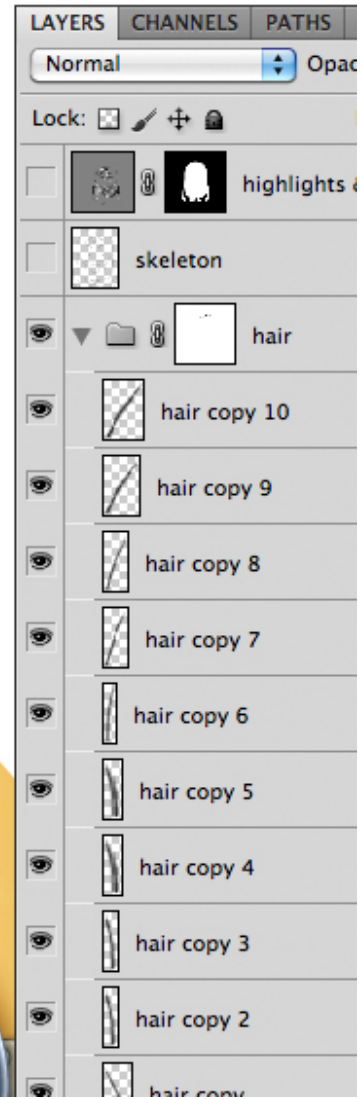 LAYERS CHANNELS PATHS
Normal Opac
Lock:
highlights &
skeleton
hair
hair copy 10
hair copy 9
hair copy 8
hair copy 7
hair copy 6
hair copy 5
hair copy 4
hair copy 3
hair copy 2
hair copy